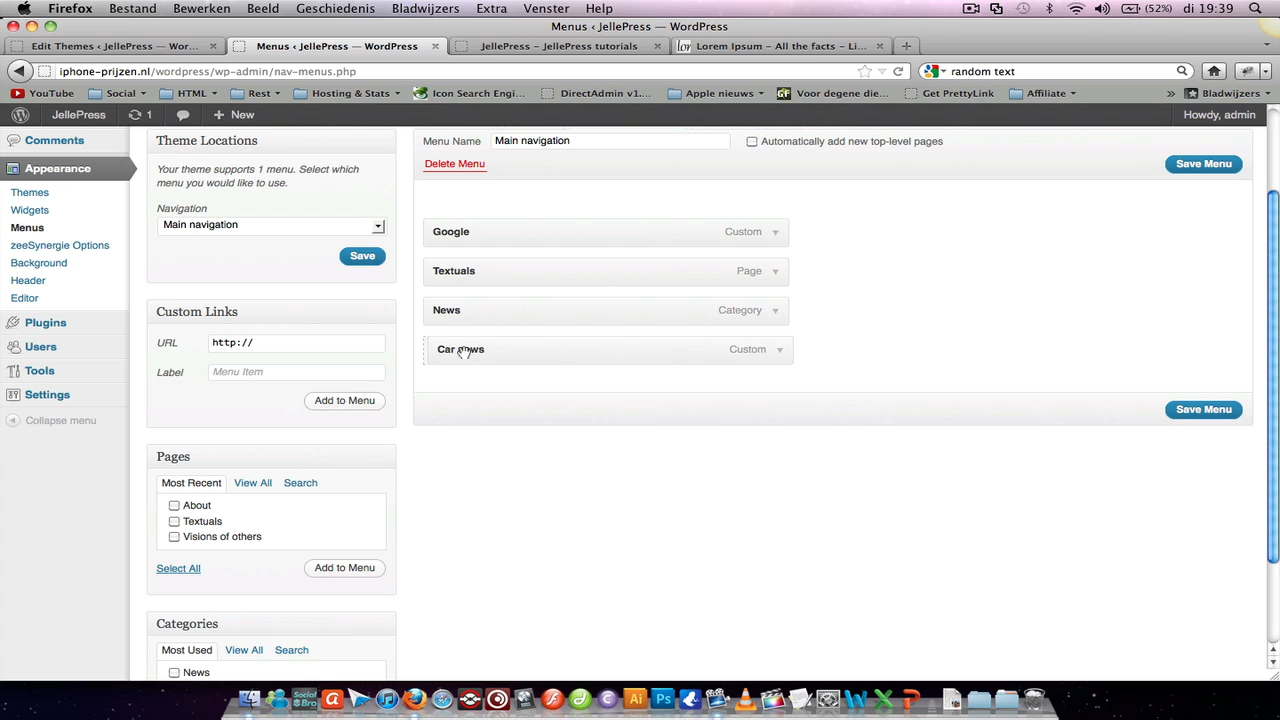 Firefox Bestand Bewerken Beeld Geschiedenis Bladwijzers Extra Venster Help (52%) di 19:39
Menus ‹ JellePress — WordPress
Edit Themes ‹ JellePress — Wor... Menus ‹ JellePress — WordPress JellePress – JellePress tutorials Lorem Ipsum – All the facts – Li...
iphone-prijzen.nl/wordpress/wp-admin/nav-menus.php random text
YouTube Social HTML Rest Hosting & Stats Icon Search Engi... DirectAdmin v1.... Apple nieuws GF Voor degene die... Get PrettyLink Affiliate » Bladwijzers
JellePress 1 + New Howdy, admin
Comments
Appearance
Themes
Widgets
Menus
zeeSynergie Options
Background
Header
Editor
Plugins
Users
Tools
Settings
Collapse menu
Theme Locations
Your theme supports 1 menu. Select which
menu you would like to use.
Navigation
Main navigation
Save
Custom Links
URL http://
Label Menu Item
Add to Menu
Pages
Most Recent View All Search
About
Textuals
Visions of others
Select All Add to Menu
Categories
Most Used View All Search
News
Menu Name Main navigation Automatically add new top-level pages
Delete Menu Save Menu
Google Custom
Textuals Page
News Category
Car news Custom
Save Menu